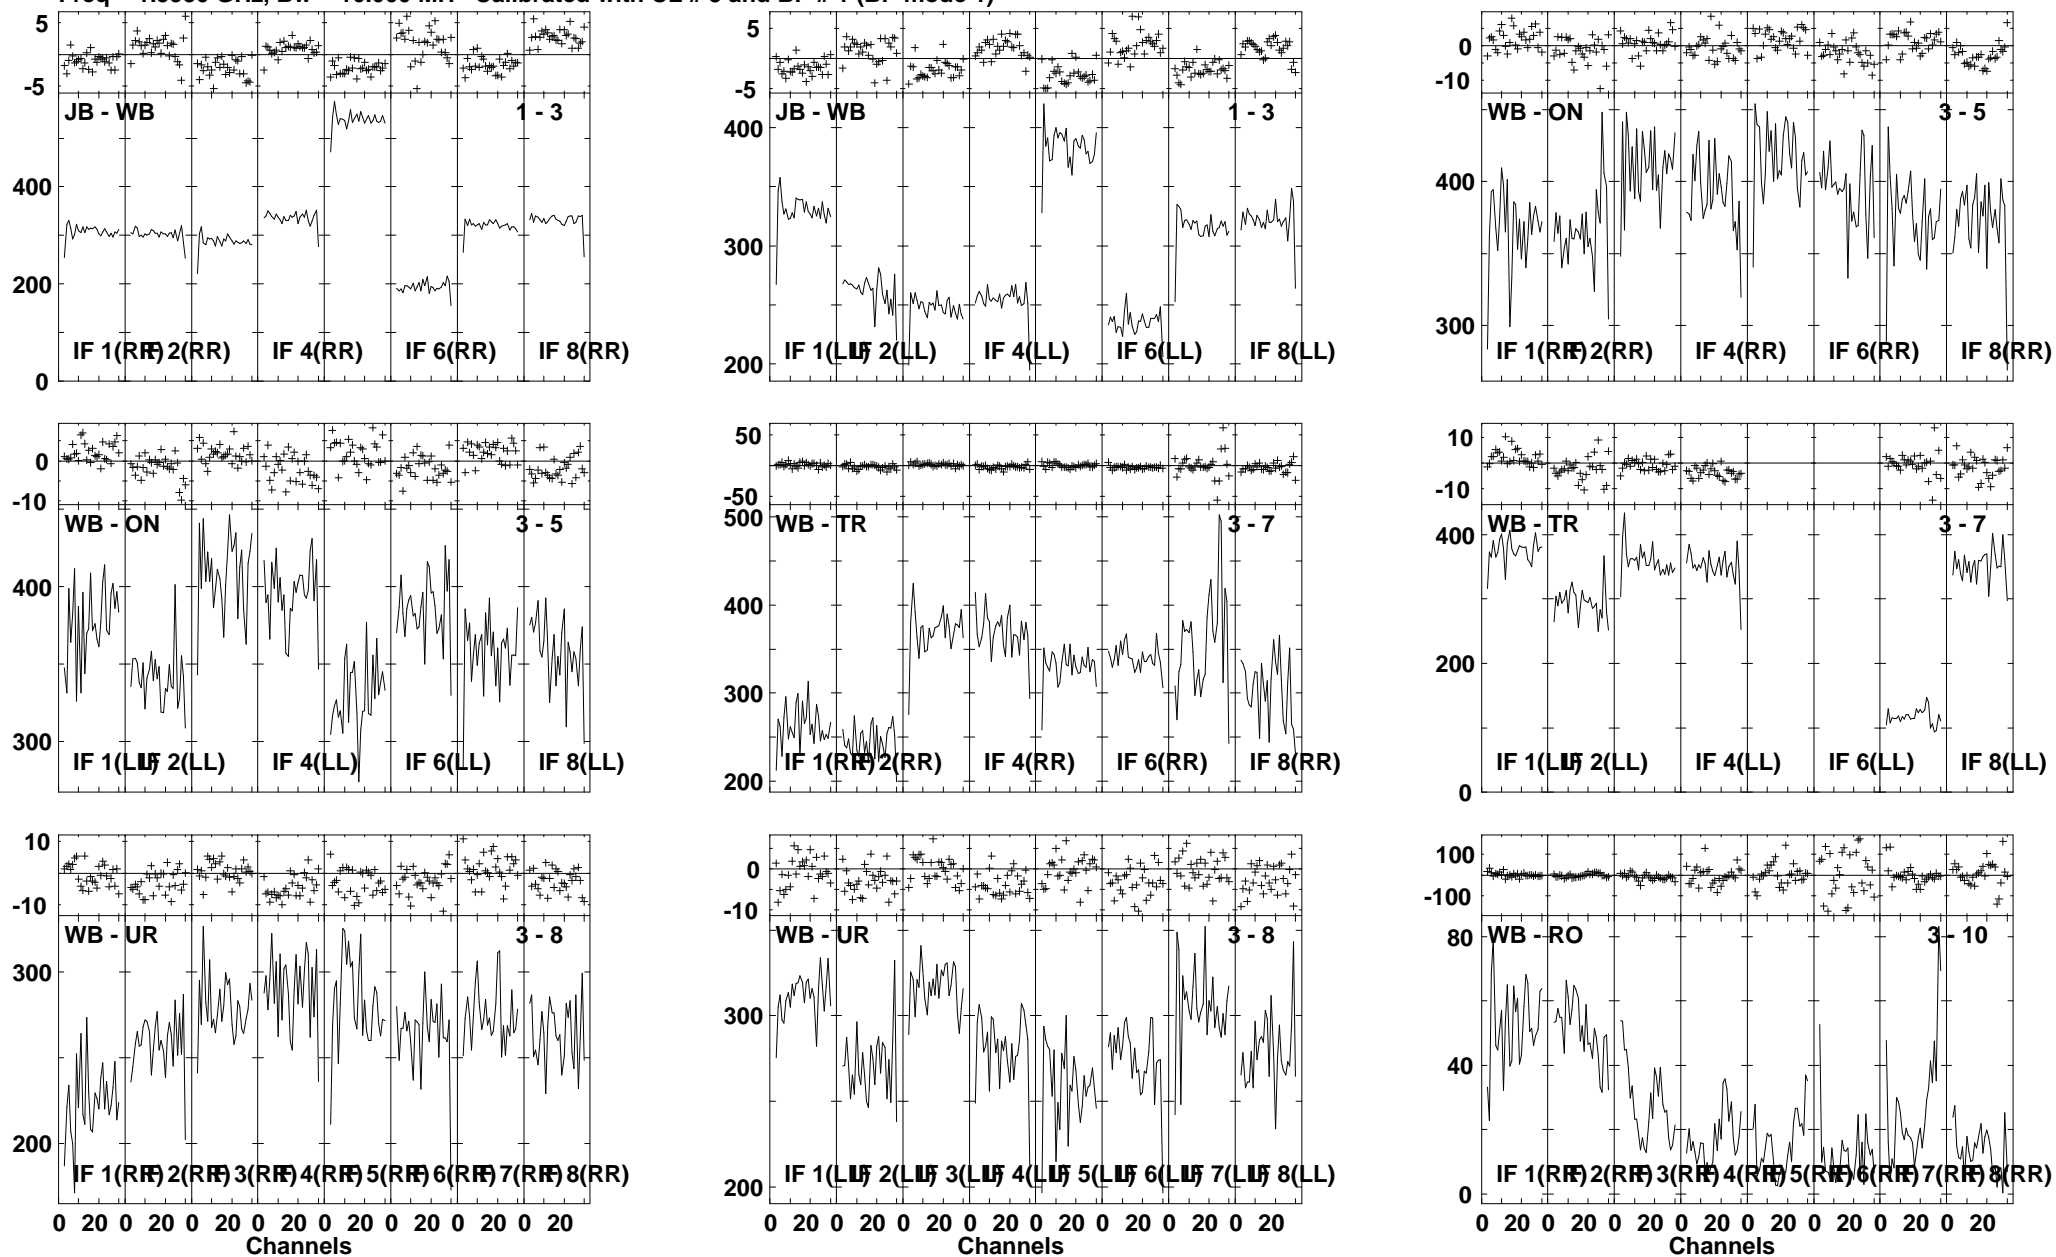 5
0
-5
JB - WB 1 - 3
400
200
0
IF 1(RR) IF 2(RR) IF 4(RR) IF 6(RR) IF 8(RR)
5
-5
JB - WB 1 - 3
400
300
200
IF 1(LL) IF 2(LL) IF 4(LL) IF 6(LL) IF 8(LL)
0
-10
WB - ON 3 - 5
400
300
IF 1(RR) IF 2(RR) IF 4(RR) IF 6(RR) IF 8(RR)
0
-10
WB - ON 3 - 5
400
300
IF 1(LL) IF 2(LL) IF 4(LL) IF 6(LL) IF 8(LL)
50
-50
WB - TR 3 - 7
500
400
300
200
IF 1(RR) IF 2(RR) IF 4(RR) IF 6(RR) IF 8(RR)
10
-10
WB - TR 3 - 7
400
200
0
IF 1(LL) IF 2(LL) IF 4(LL) IF 6(LL) IF 8(LL)
10
-10
WB - UR 3 - 8
300
200
IF 1(RR) IF 2(RR) IF 3(RR) IF 4(RR) IF 5(RR) IF 6(RR) IF 7(RR) IF 8(RR)
0 20 0 20 0 20 0 20 0 20 0 20 0 20 0 20
Channels
0
-10
WB - UR 3 - 8
300
200
IF 1(LL) IF 2(LL) IF 3(LL) IF 4(LL) IF 5(LL) IF 6(LL) IF 7(LL) IF 8(LL)
0 20 0 20 0 20 0 20 0 20 0 20 0 20 0 20
Channels
100
-100
WB - RO 3 - 10
80
40
0
IF 1(RR) IF 2(RR) IF 3(RR) IF 4(RR) IF 5(RR) IF 6(RR) IF 7(RR) IF 8(RR)
0 20 0 20 0 20 0 20 0 20 0 20 0 20 0 20
Channels